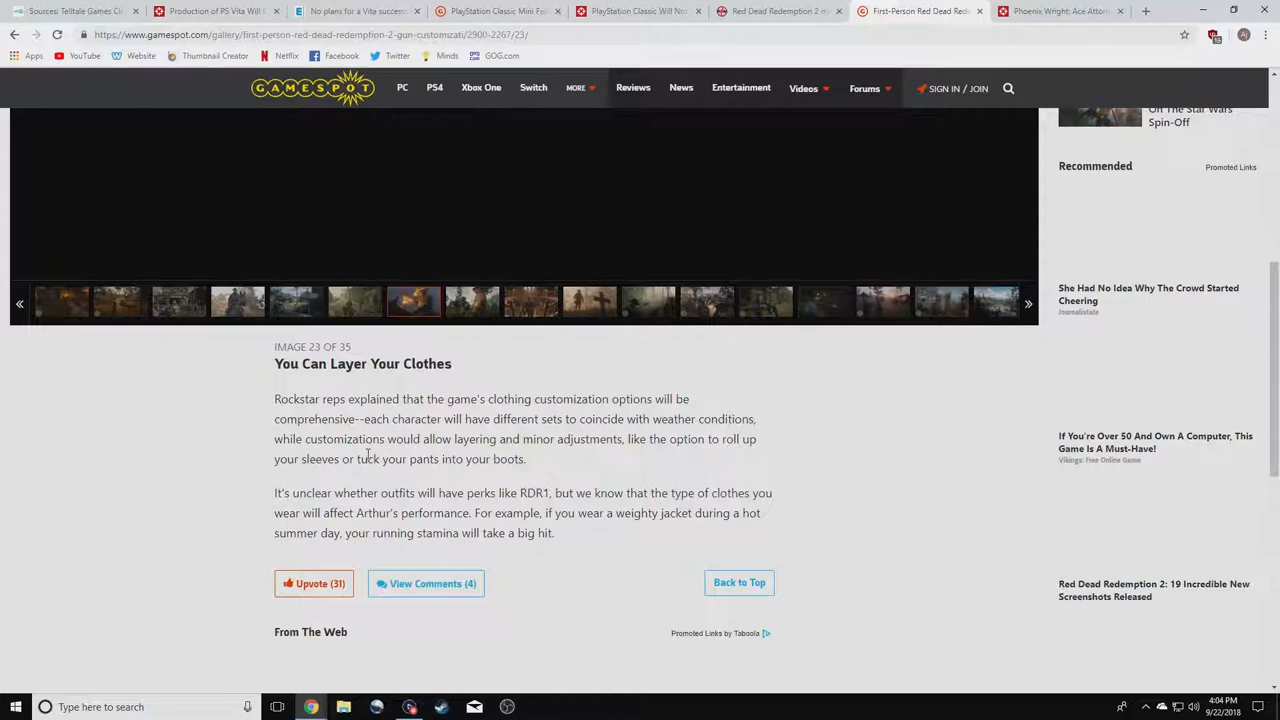 Sources: Telltale Games Clo
Production of PS Vita Will E
No plans for a Vita success
PlayStation Classic Mini Fai
PlayStation Classic Will Not
Red Dead Redemption 2 m
First-Person Red Dead Rede
Phoenix Wright: Ace Attorn
https://www.gamespot.com/gallery/first-person-red-dead-redemption-2-gun-customizati/2900-2267/23/
Apps
YouTube
Website
Thumbnail Creator
Netflix
Facebook
Twitter
Minds
GOG.com
GAMESPOT
PC
PS4
Xbox One
Switch
MORE
Reviews
News
Entertainment
Videos
Forums
SIGN IN / JOIN
On The Star Wars
Spin-Off
Recommended
Promoted Links
She Had No Idea Why The Crowd Started
Cheering
Journalistate
If You're Over 50 And Own A Computer, This
Game Is A Must-Have!
Vikings: Free Online Game
Red Dead Redemption 2: 19 Incredible New
Screenshots Released
IMAGE 23 OF 35
You Can Layer Your Clothes
Rockstar reps explained that the game's clothing customization options will be
comprehensive--each character will have different sets to coincide with weather conditions,
while customizations would allow layering and minor adjustments, like the option to roll up
your sleeves or tuck your pants into your boots.
It's unclear whether outfits will have perks like RDR1, but we know that the type of clothes you
wear will affect Arthur's performance. For example, if you wear a weighty jacket during a hot
summer day, your running stamina will take a big hit.
Upvote (31)
View Comments (4)
Back to Top
From The Web
Promoted Links by Taboola
Type here to search
4:04 PM
9/22/2018